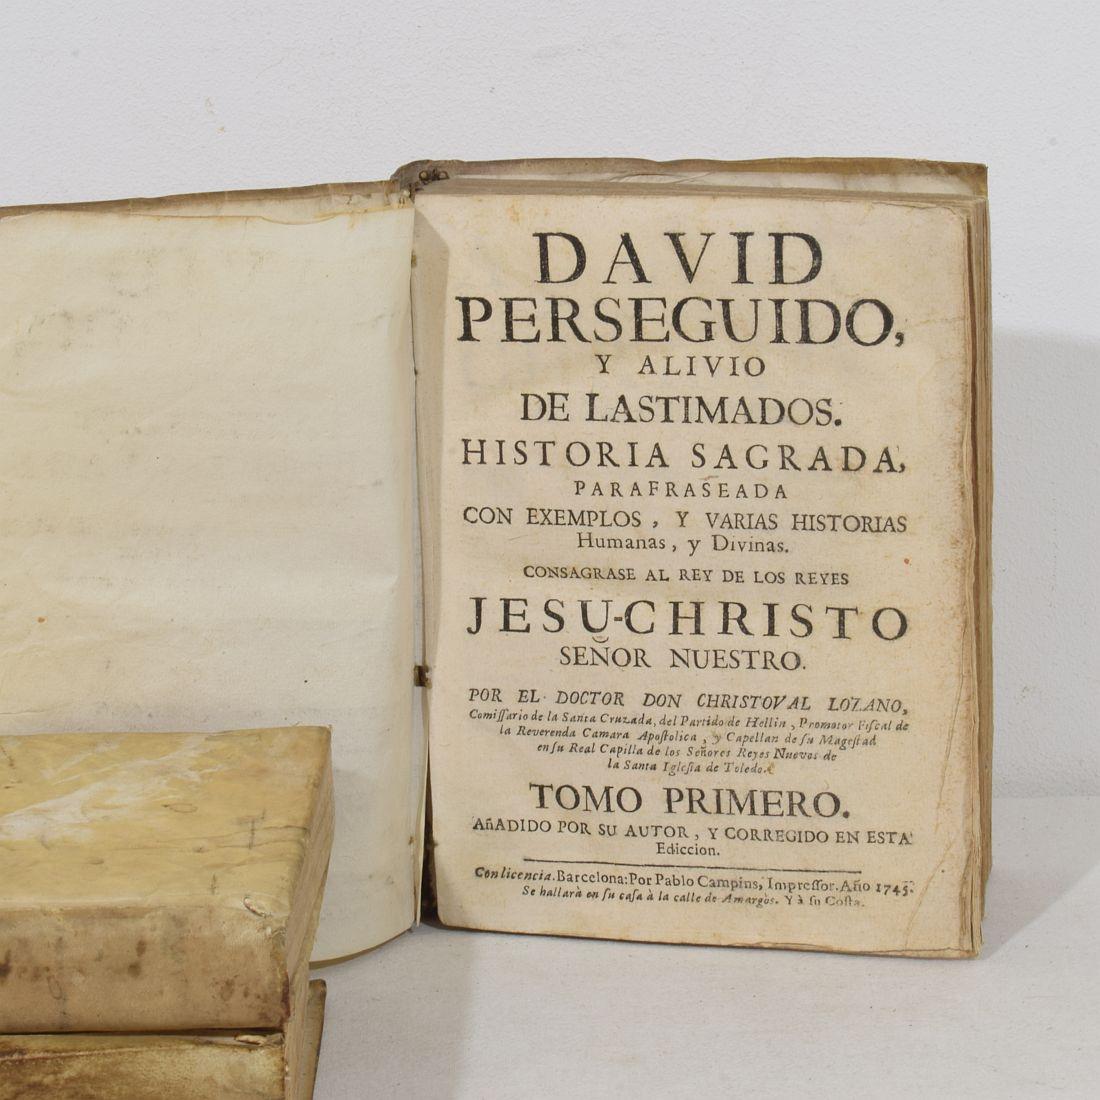 DAVID
PERSEGUIDO,
Y ALIVIO
DE LASTIMADOS.
HISTORIA SAGRADA,
PARAFRASEADA
CON EXEMPLOS, Y VARIAS HISTORIAS
Humanas, y Divinas.
CONSAGRASE AL REY DE LOS REYES
JESU-CHRISTO
SEÑOR NUESTRO.
POR EL DOCTOR DON CHRISTOVAL LOZANO,
Comiſſario de la Santa Cruzada, del Partido de Hellin, Promotor Fiſcal de
la Reverenda Camara Apoſtolica, y Capellan de ſu Mageſtad
en ſu Real Capilla de los Señores Reyes Nuevos de
la Santa Igleſia de Toledo.
TOMO PRIMERO.
AñADIDO POR SU AUTOR, Y CORREGIDO EN ESTA
Ediccion.
Con licencia. Barcelona: Por Pablo Campins, Impreſſor. Año 1745.
Se hallarà en ſu caſa à la calle de Amargòs. Y à ſu Coſta.